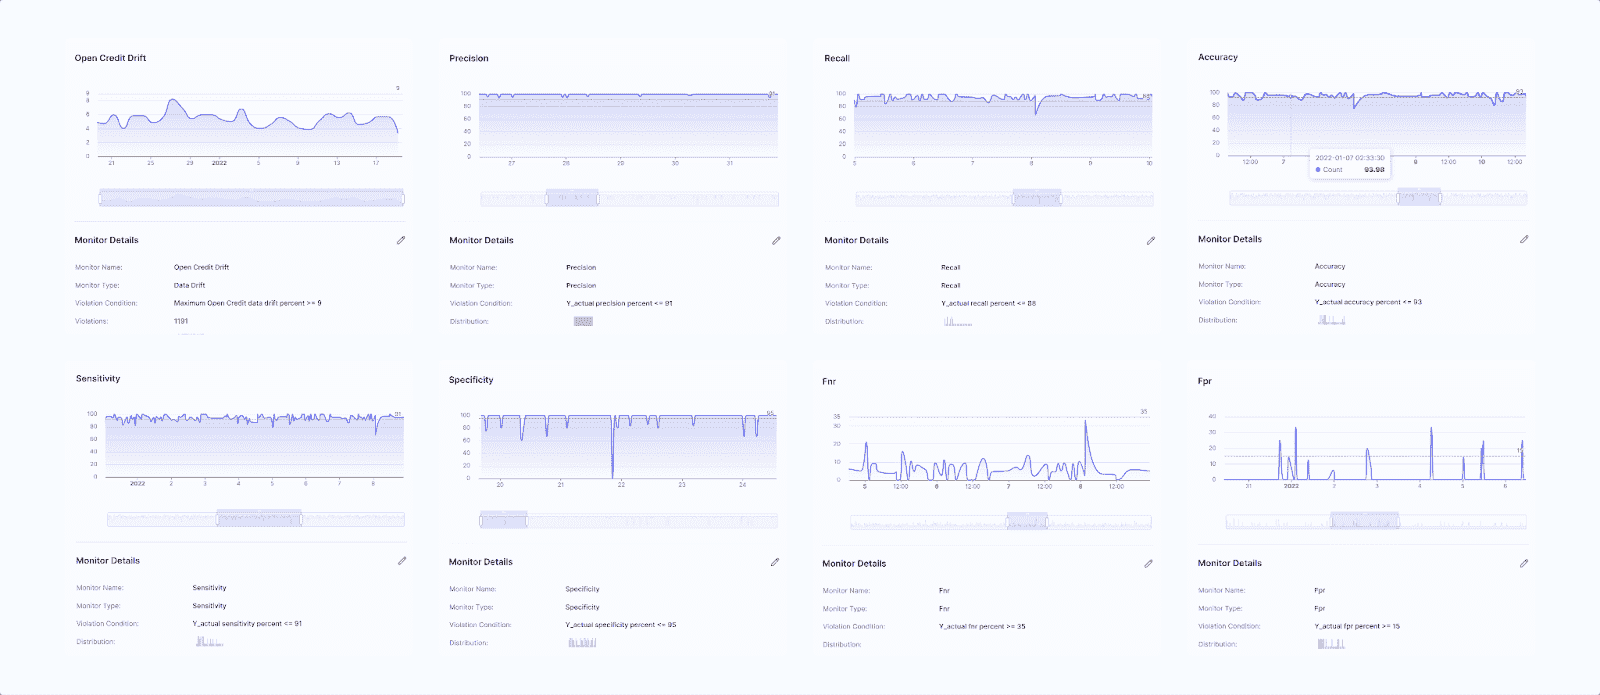 Open Credit Drift
9
9
8
6
4
2
0
21 25 29 2022 5 9 13 17
Monitor Details
Monitor Name: Open Credit Drift
Monitor Type: Data Drift
Violation Condition: Maximum Open Credit data drift percent >= 9
Violations: 1191
Precision
91
100
80
60
40
20
0
27 28 29 30 31
Monitor Details
Monitor Name: Precision
Monitor Type: Precision
Violation Condition: Y_actual precision percent <= 91
Distribution:
Recall
100
80
60
40
20
0
5 6 7 8 9 10
Monitor Details
Monitor Name: Recall
Monitor Type: Recall
Violation Condition: Y_actual recall percent <= 88
Distribution:
Accuracy
93
100
80
60
40
20
0
12:00 7 8 12:00 10 12:00
2022-01-07 02:33:30
Count 93.98
Monitor Details
Monitor Name: Accuracy
Monitor Type: Accuracy
Violation Condition: Y_actual accuracy percent <= 93
Distribution:
Sensitivity
91
100
80
60
40
20
0
2022 2 3 4 5 6 7 8
Monitor Details
Monitor Name: Sensitivity
Monitor Type: Sensitivity
Violation Condition: Y_actual sensitivity percent <= 91
Distribution:
Specificity
95
100
80
60
40
20
0
20 21 22 23 24
Monitor Details
Monitor Name: Specificity
Monitor Type: Specificity
Violation Condition: Y_actual specificity percent <= 95
Distribution:
Fnr
35
35
30
20
10
0
5 12:00 6 12:00 7 12:00 8 12:00
Monitor Details
Monitor Name: Fnr
Monitor Type: Fnr
Violation Condition: Y_actual fnr percent >= 35
Distribution:
Fpr
40
30
20
10
0
31 2022 2 3 4 5 6
Monitor Details
Monitor Name: Fpr
Monitor Type: Fpr
Violation Condition: Y_actual fpr percent >= 15
Distribution: